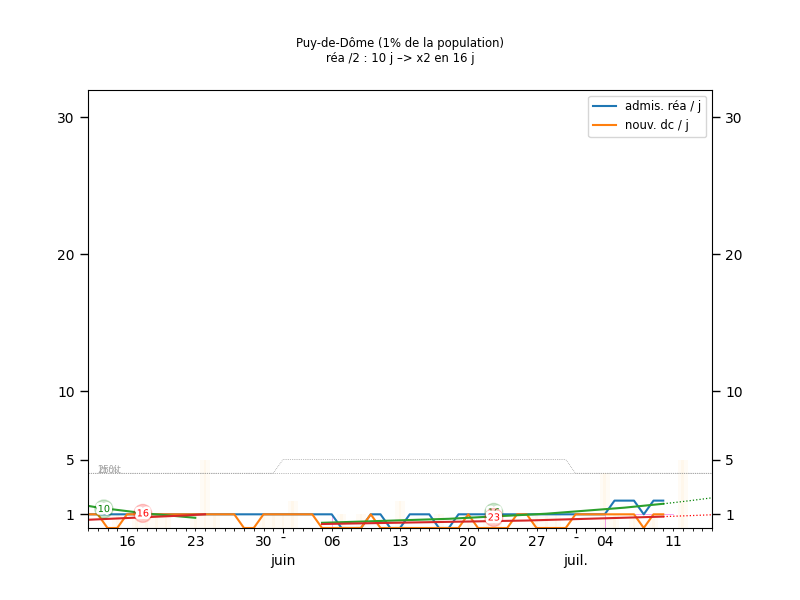 Puy-de-Dôme (1% de la population)
réa /2 : 10 j –> x2 en 16 j
admis. réa / j
nouv. dc / j
30 30
20 20
10 10
5 5
1 1
10 16 23
16 23 30 - 06 13 20 27 - 04 11
juin juil.